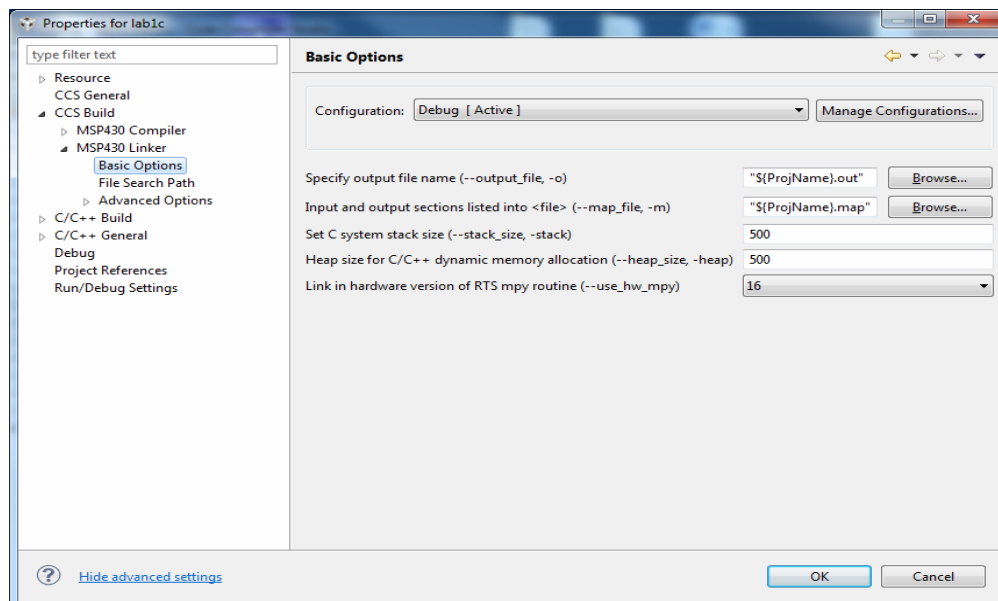 Properties for lab1c
type filter text
Resource
CCS General
CCS Build
MSP430 Compiler
MSP430 Linker
Basic Options
File Search Path
Advanced Options
C/C++ Build
C/C++ General
Debug
Project References
Run/Debug Settings
Basic Options
Configuration: Debug [ Active ] Manage Configurations...
Specify output file name (--output_file, -o) "${ProjName}.out" Browse...
Input and output sections listed into <file> (--map_file, -m) "${ProjName}.map" Browse...
Set C system stack size (--stack_size, -stack) 500
Heap size for C/C++ dynamic memory allocation (--heap_size, -heap) 500
Link in hardware version of RTS mpy routine (--use_hw_mpy) 16
? Hide advanced settings OK Cancel